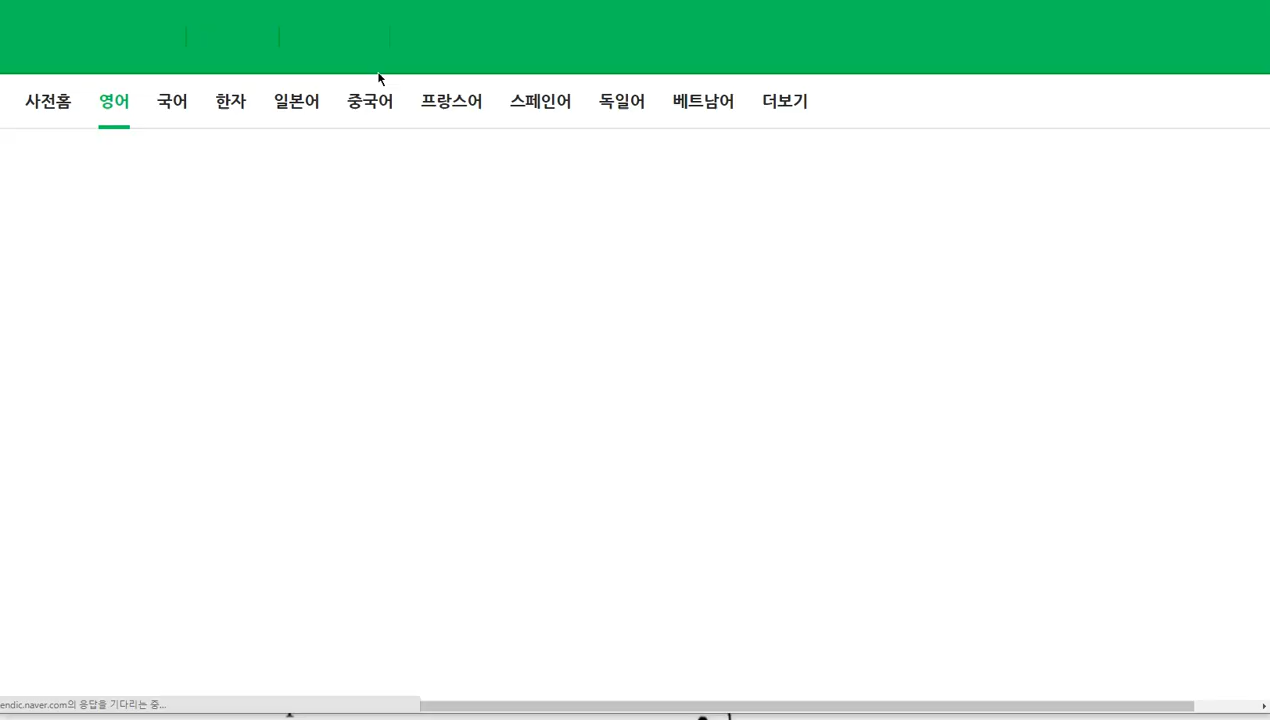 사전홈 영어 국어 한자 일본어 중국어 프랑스어 스페인어 독일어 베트남어 더보기
endic.naver.com의 응답을 기다리는 중...